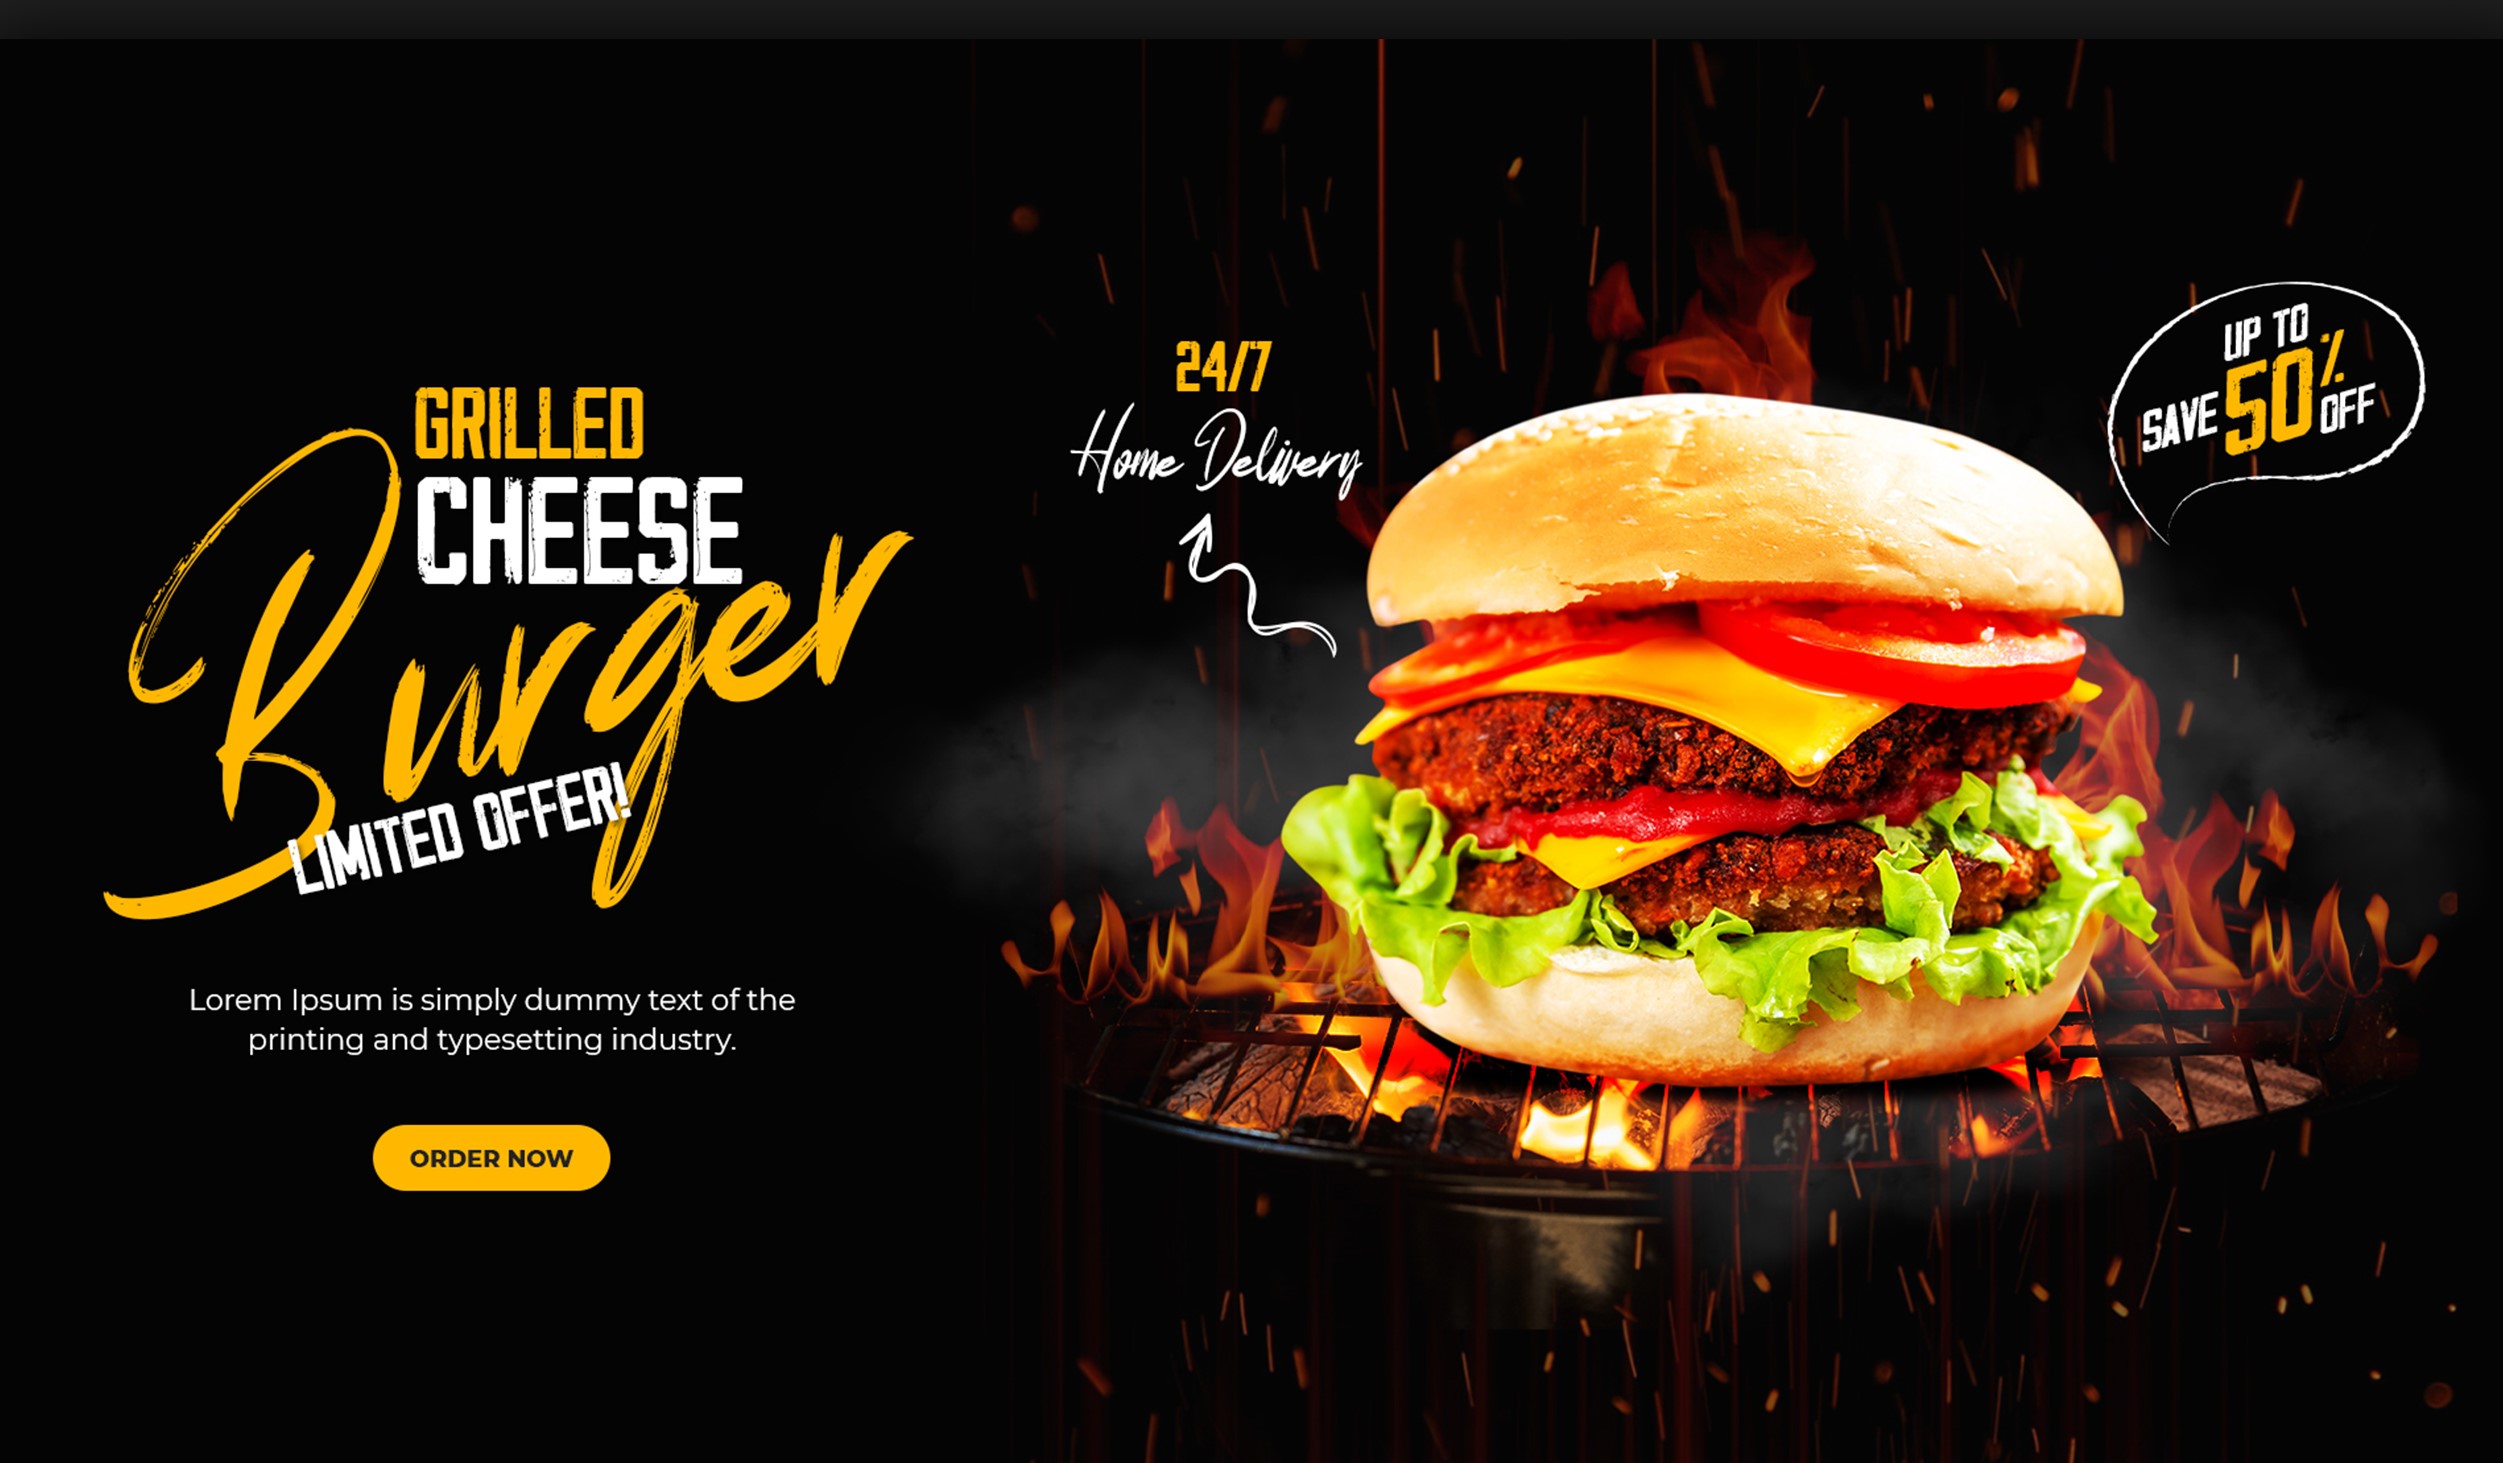 GRILLED
CHEESE
Burger
LIMITED OFFER!
Lorem Ipsum is simply dummy text of the
printing and typesetting industry.
ORDER NOW
24/7
Home Delivery
UP TO
SAVE 50% OFF